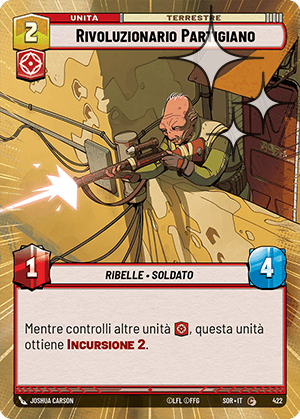 UNITÀ
TERRESTRE
2
Rivoluzionario Partigiano
1
RIBELLE • SOLDATO
4
Mentre controlli altre unità , questa unità
ottiene Incursione 2.
JOSHUA CARSON
©LFL ©FFG
SOR • IT
C
422